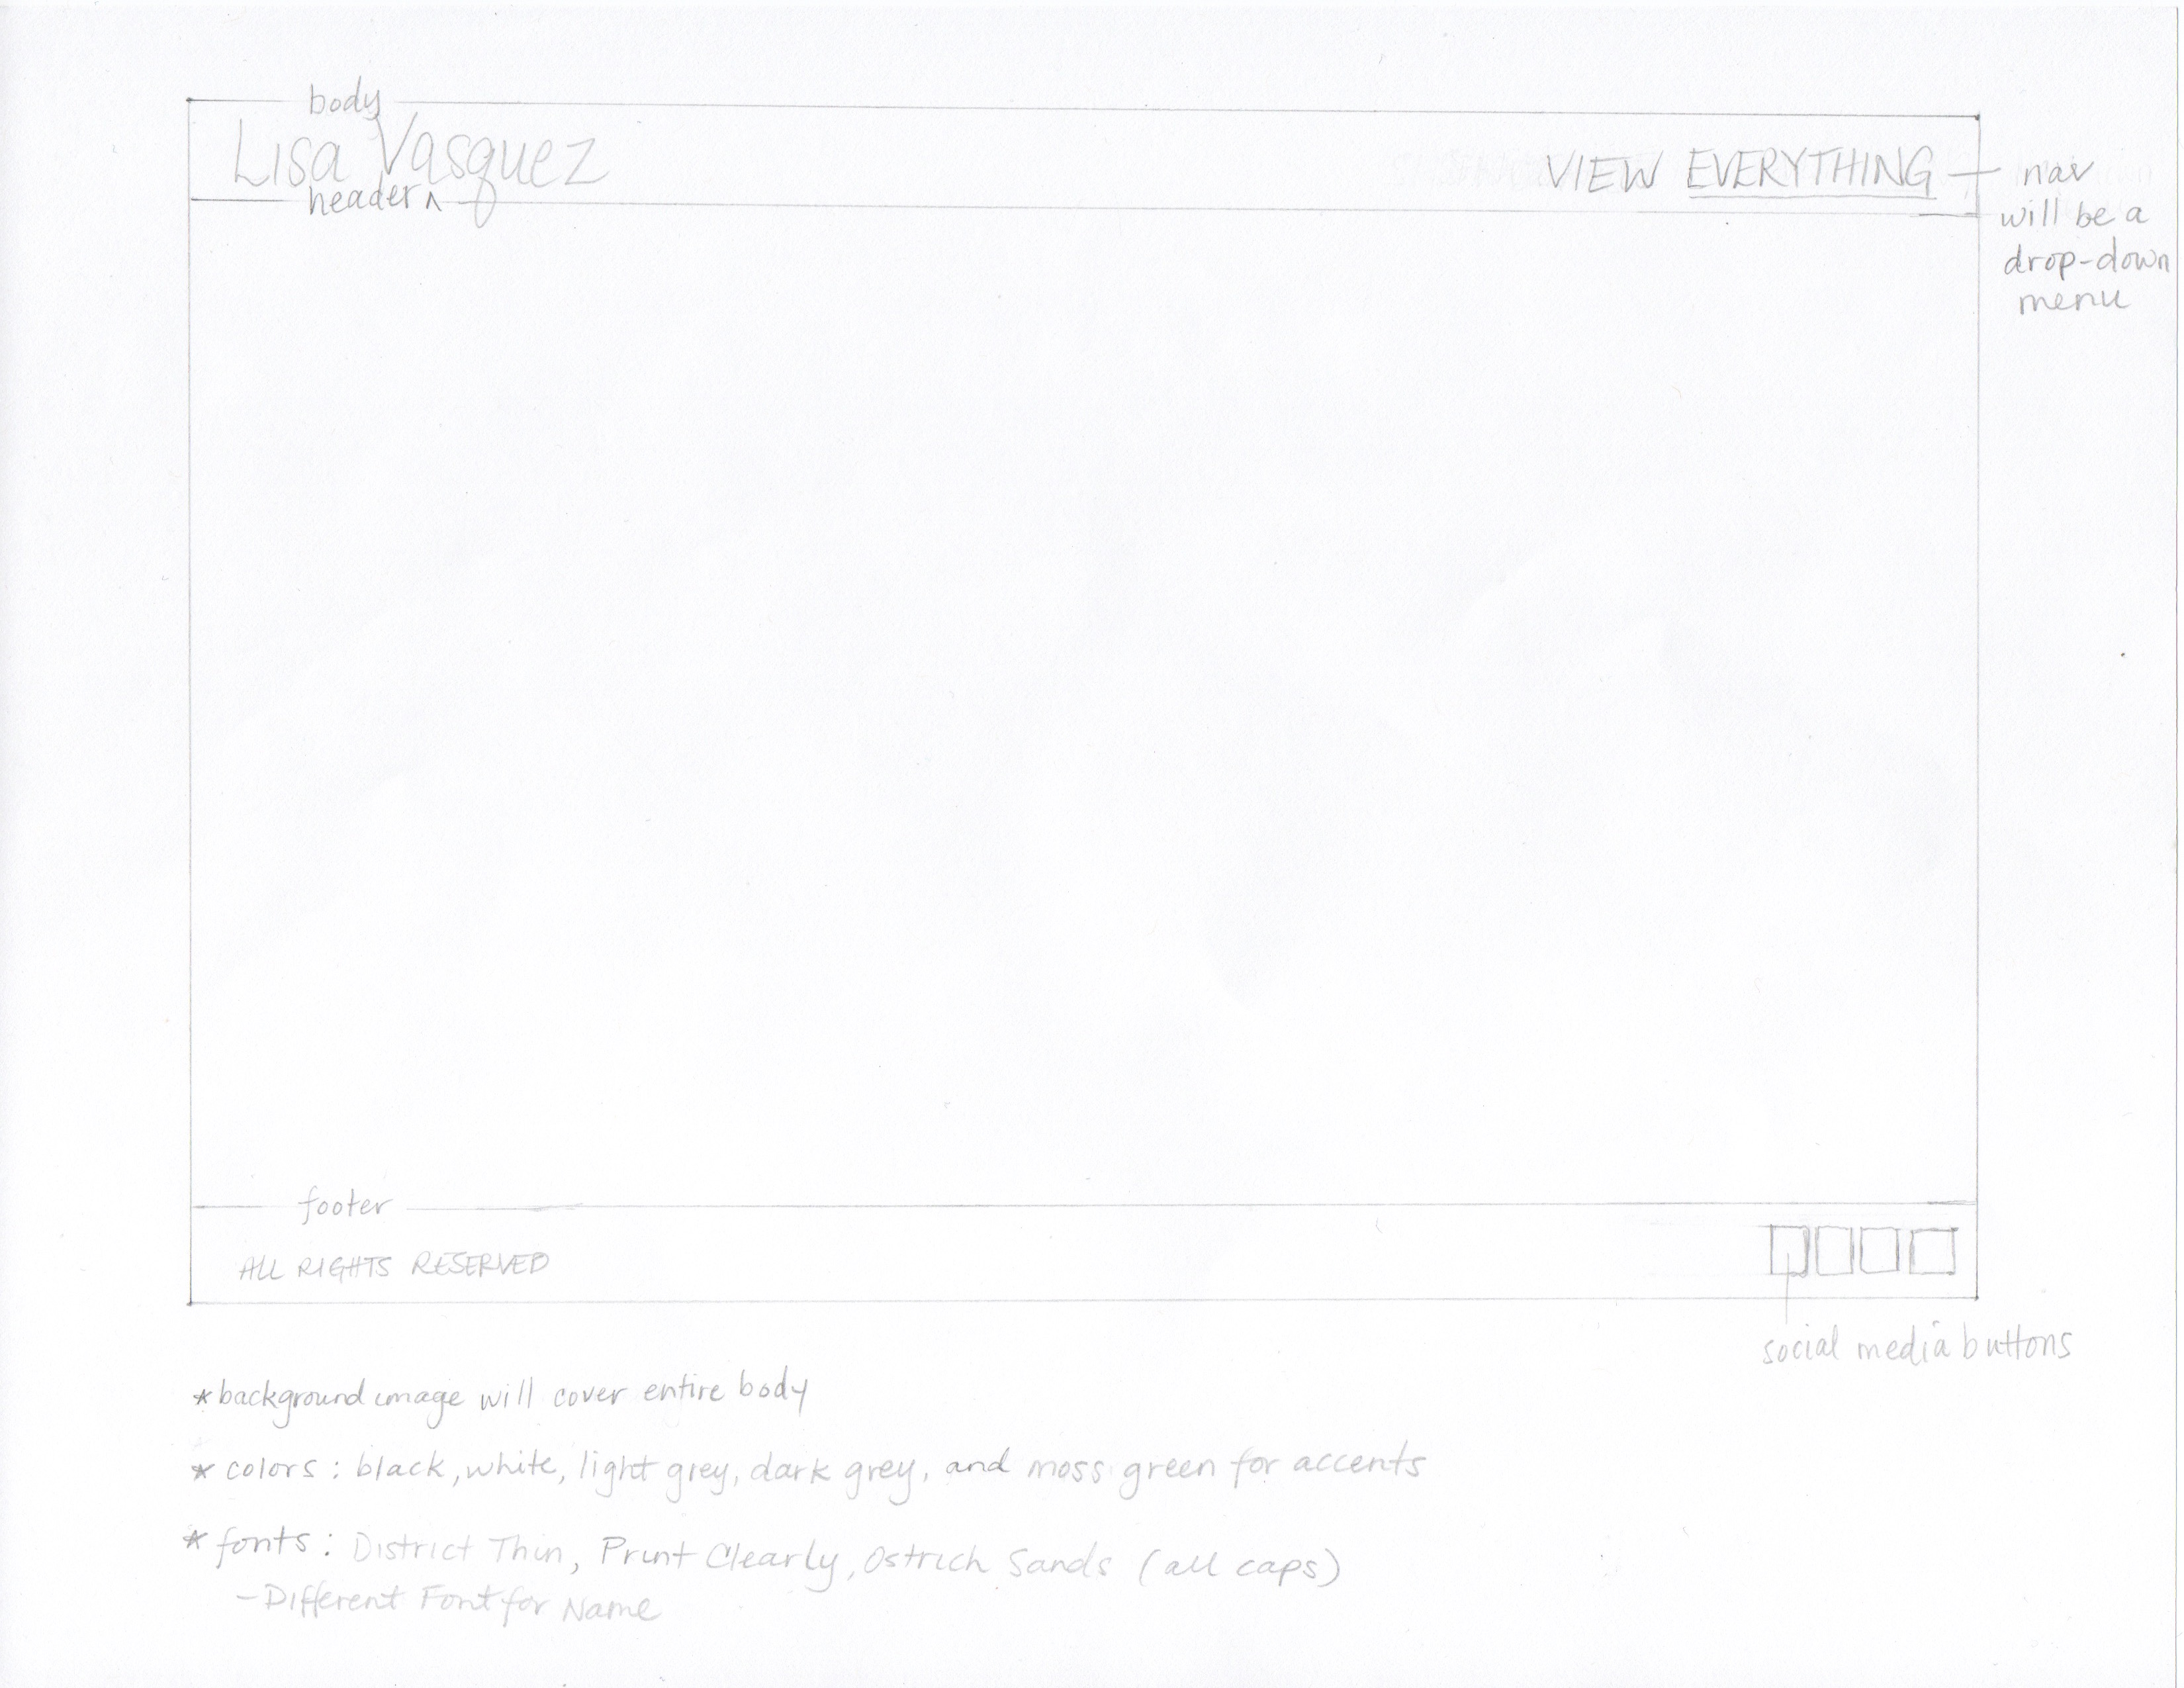 body
Lisa Vasquez
header ^
VIEW EVERYTHING
nav
will be a
drop-down
menu
footer
ALL RIGHTS RESERVED
social media buttons
*background image will cover entire body
*colors: black, white, light grey, dark grey, and moss green for accents
*fonts: District Thin, Print Clearly, Ostrich Sands (all caps)
-Different Font for Name